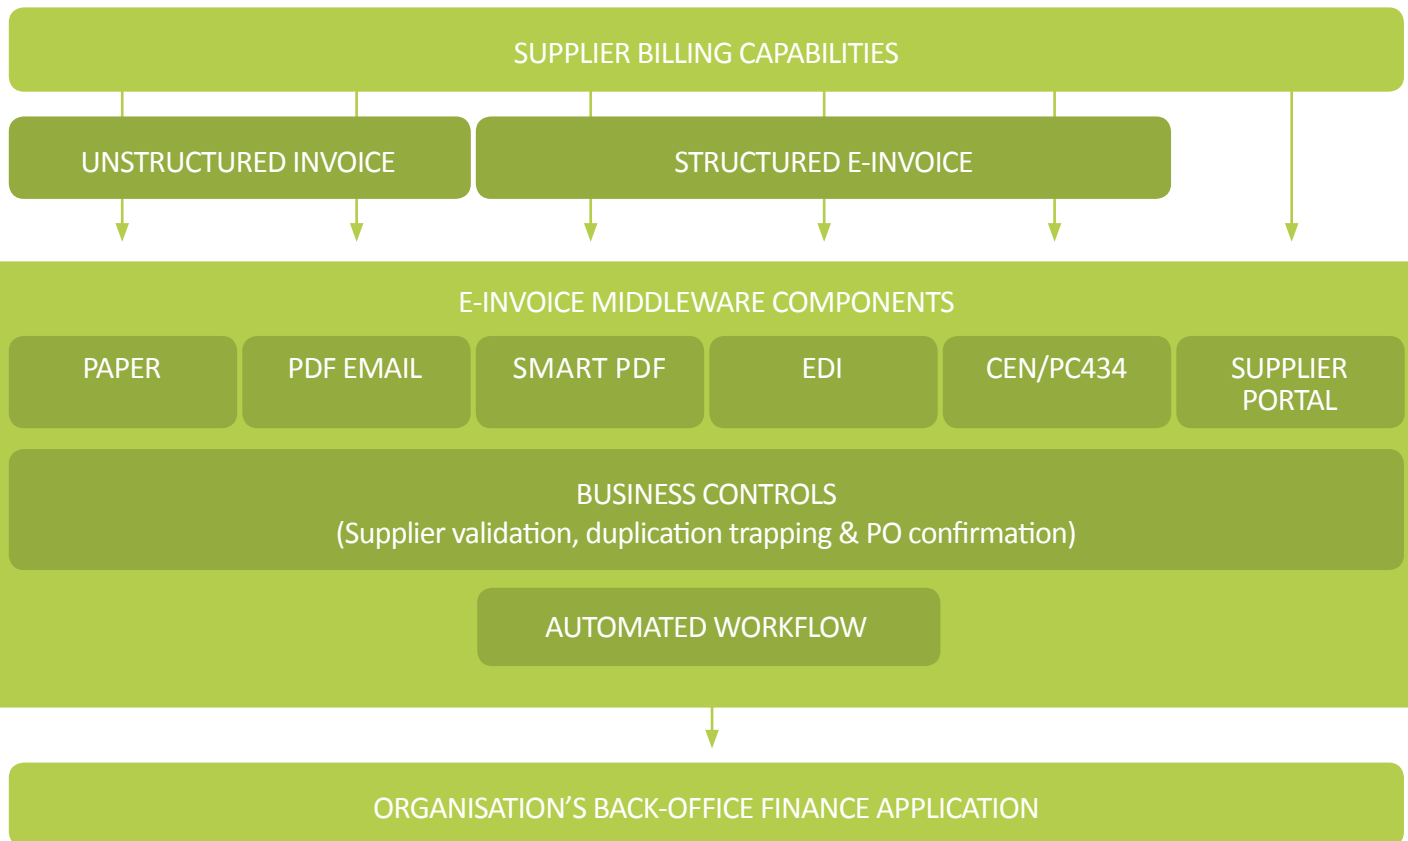 SUPPLIER BILLING CAPABILITIES
UNSTRUCTURED INVOICE
STRUCTURED E-INVOICE
E-INVOICE MIDDLEWARE COMPONENTS
PAPER
PDF EMAIL
SMART PDF
EDI
CEN/PC434
SUPPLIER
PORTAL
BUSINESS CONTROLS
(Supplier validation, duplication trapping & PO confirmation)
AUTOMATED WORKFLOW
ORGANISATION’S BACK-OFFICE FINANCE APPLICATION